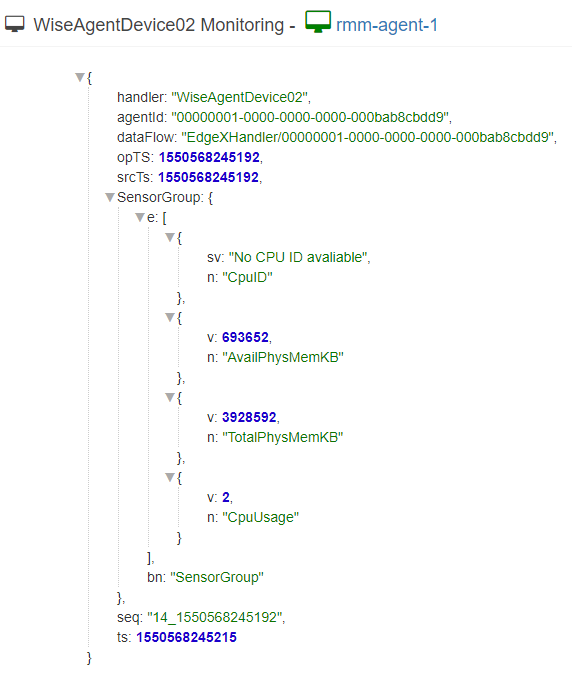 WiseAgentDevice02 Monitoring - rmm-agent-1
{
handler: "WiseAgentDevice02",
agentId: "00000001-0000-0000-0000-000bab8cbdd9",
dataFlow: "EdgeXHandler/00000001-0000-0000-0000-000bab8cbdd9",
opTS: 1550568245192,
srcTs: 1550568245192,
SensorGroup: {
e: [
{
sv: "No CPU ID avaliable",
n: "CpuID"
},
{
v: 693652,
n: "AvailPhysMemKB"
},
{
v: 3928592,
n: "TotalPhysMemKB"
},
{
v: 2,
n: "CpuUsage"
}
],
bn: "SensorGroup"
},
seq: "14_1550568245192",
ts: 1550568245215
}